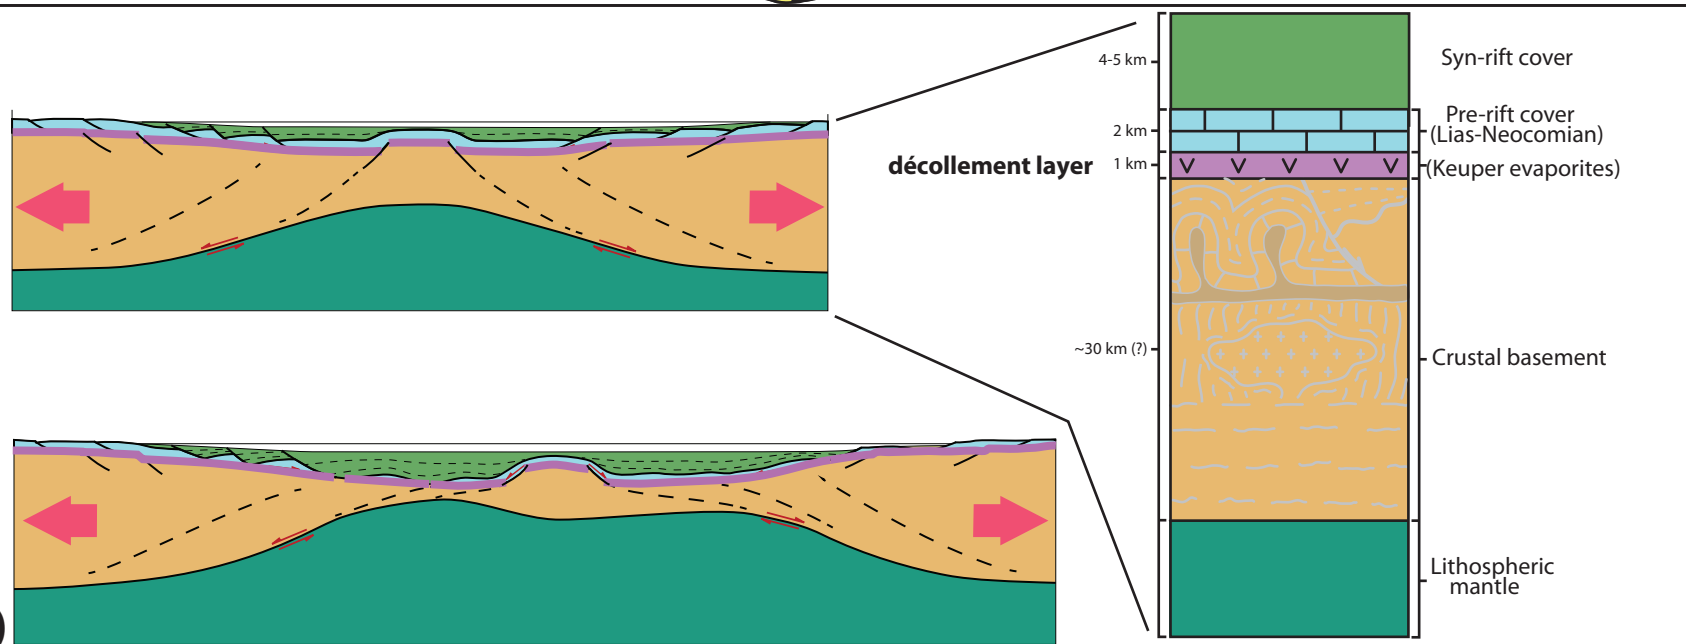 4-5 km
Syn-rift cover
Pre-rift cover
2 km
(Lias-Neocomian)
décollement layer
1 km
(Keuper evaporites)
~30 km (?)
Crustal basement
Lithospheric
mantle